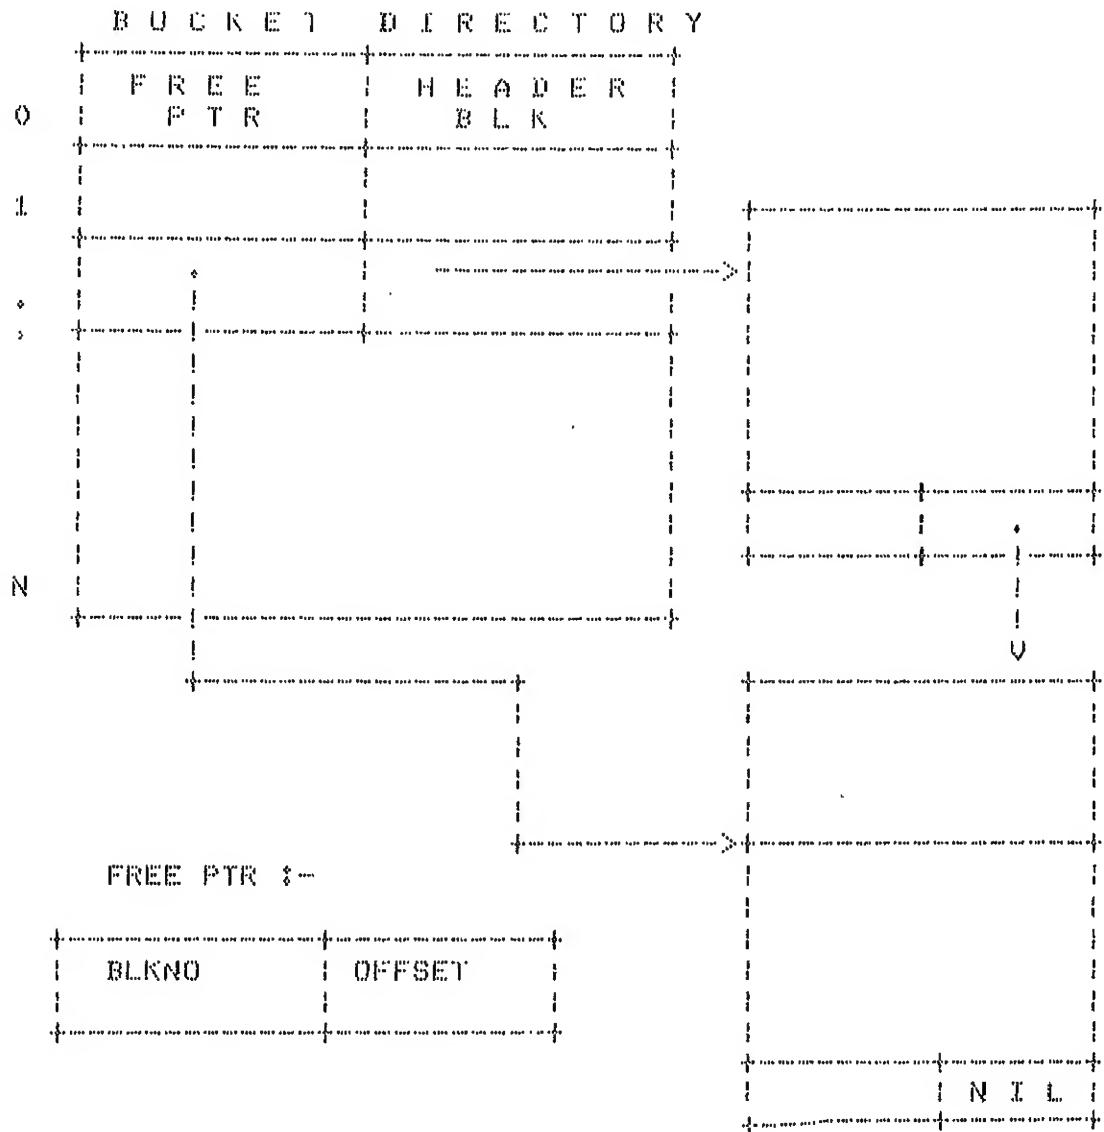 B U C K E T D I R E C T O R Y
F R E E H E A D E R
0 P T R B L K
1
.
.
N
V
FREE PTR :-
BLKNO OFFSET
N I L